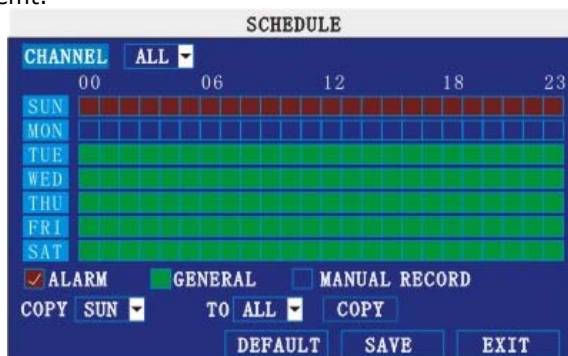 SCHEDULE
CHANNEL ALL
00 06 12 18 23
SUN
MON
TUE
WED
THU
FRI
SAT
ALARM GENERAL MANUAL RECORD
COPY SUN TO ALL COPY
DEFAULT SAVE EXIT